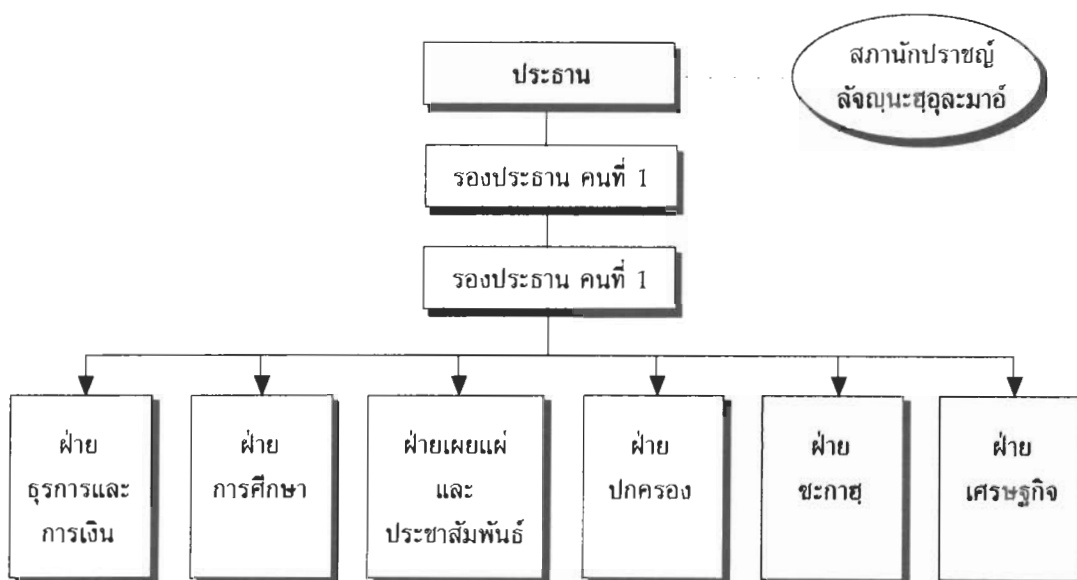 ประธาน
สภานักปราชญ์
ลัจญฺนะฮฺอุละมาอ์
รองประธาน คนที่ 1
รองประธาน คนที่ 1
ฝ่าย
ธุรการและ
การเงิน
ฝ่าย
การศึกษา
ฝ่ายเผยแผ่
และ
ประชาสัมพันธ์
ฝ่าย
ปกครอง
ฝ่าย
ซะกาฮฺ
ฝ่าย
เศรษฐกิจ